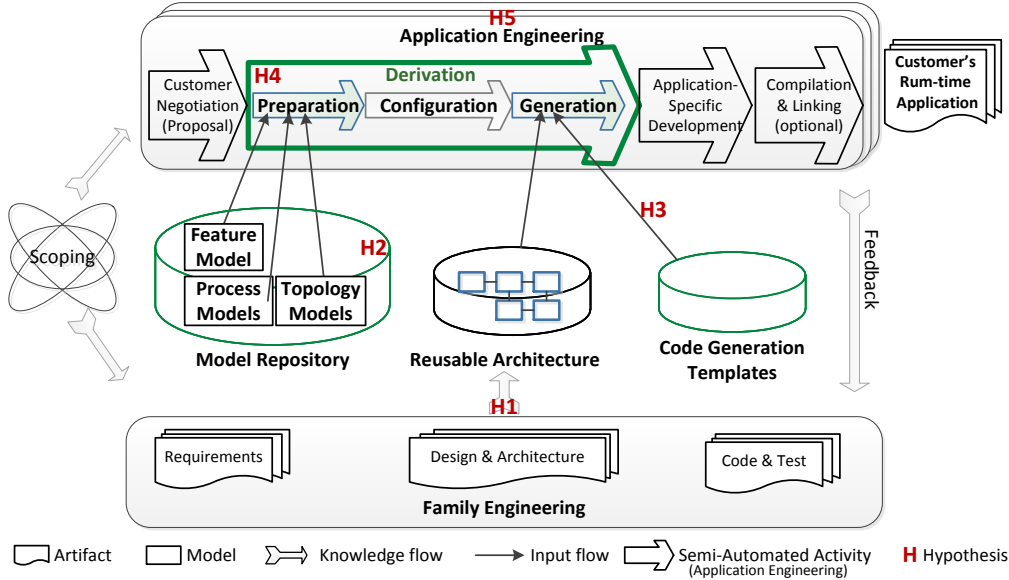 H5
Application Engineering
Customer
Negotiation
(Proposal)
H4
Derivation
Preparation
Configuration
Generation
Application-
Specific
Development
Compilation
& Linking
(optional)
Customer's
Rum-time
Application
Scoping
Feature
Model
H2
Process
Models
Topology
Models
Model Repository
Reusable Architecture
H3
Code Generation
Templates
Feedback
H1
Requirements
Design & Architecture
Code & Test
Family Engineering
Artifact
Model
Knowledge flow
Input flow
Semi-Automated Activity
(Application Engineering)
H Hypothesis